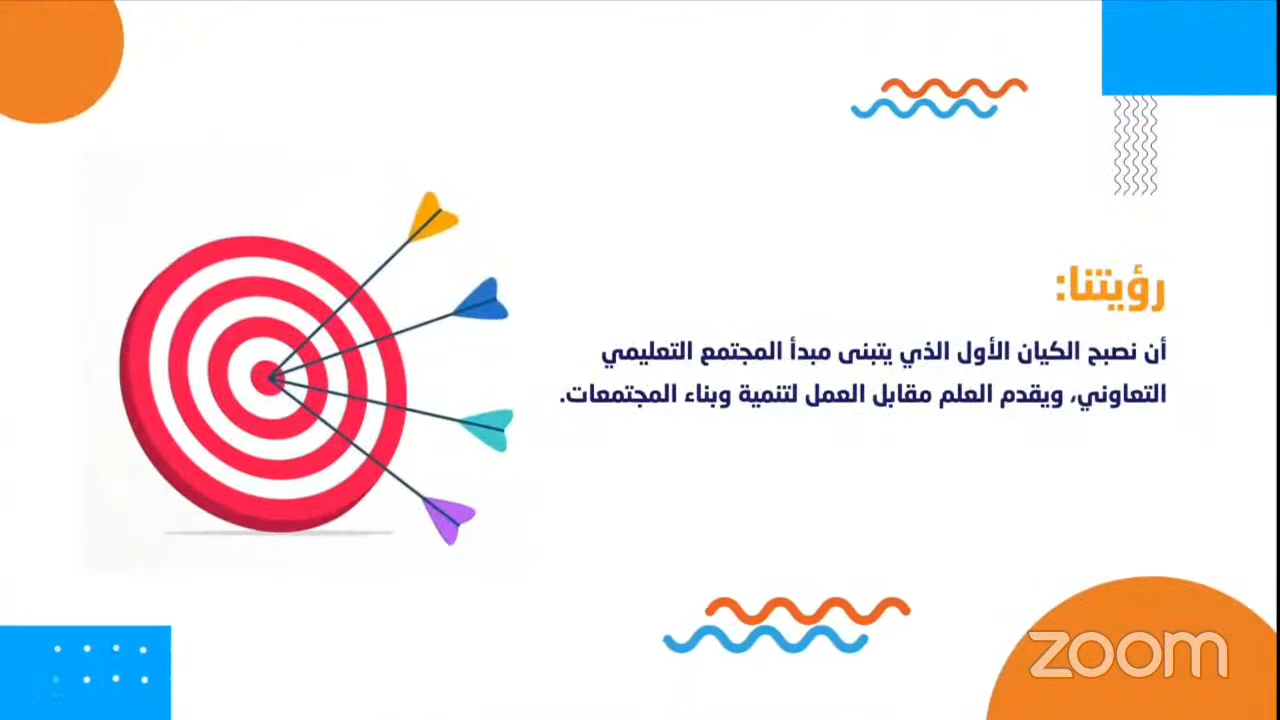 رؤيتنا:
أن نصبح الكيان الأول الذي يتبنى مبدأ المجتمع التعليمي
التعاوني، ويقدم العلم مقابل العمل لتنمية وبناء المجتمعات.
zoom